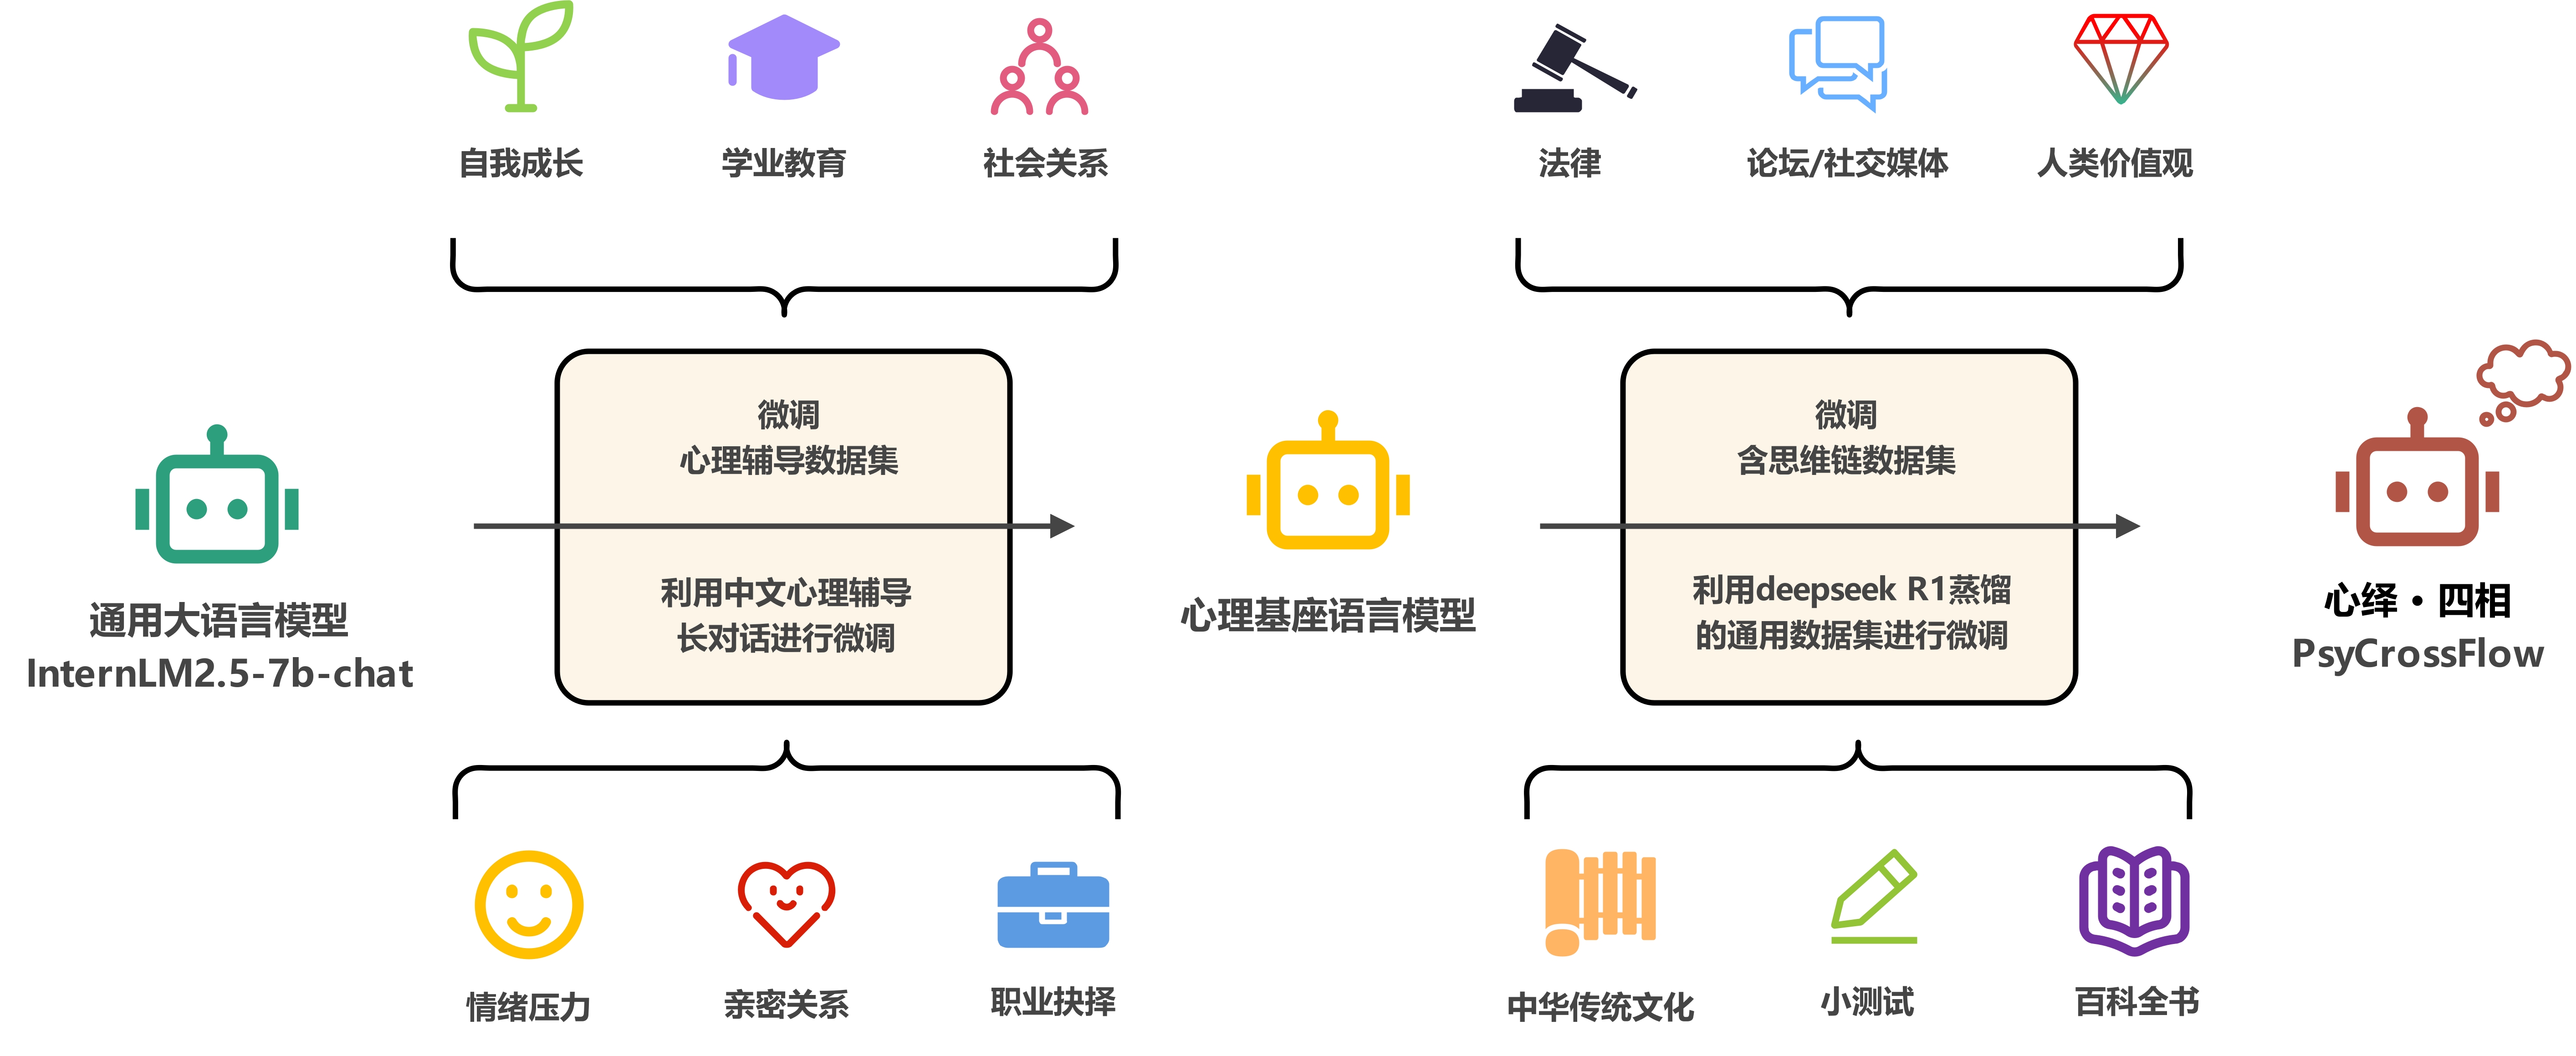 自我成长
学业教育
社会关系
法律
论坛/社交媒体
人类价值观
微调
心理辅导数据集
利用中文心理辅导
长对话进行微调
微调
含思维链数据集
利用deepseek R1蒸馏
的通用数据集进行微调
通用大语言模型
InternLM2.5-7b-chat
心理基座语言模型
心绎·四相
PsyCrossFlow
情绪压力
亲密关系
职业抉择
中华传统文化
小测试
百科全书